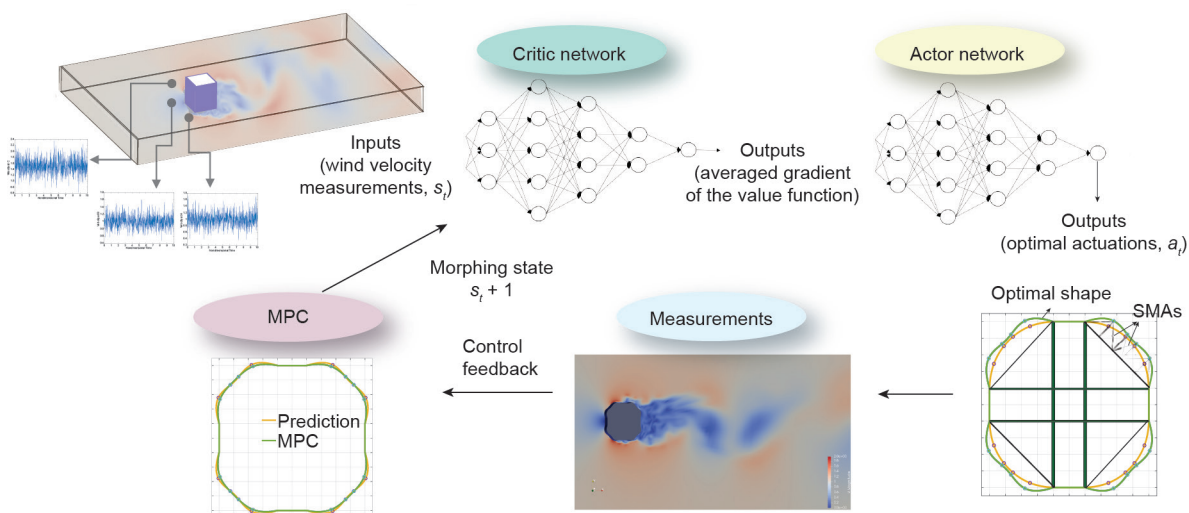 Critic network
Actor network
Inputs
(wind velocity
measurements, st)
Outputs
(averaged gradient
of the value function)
Outputs
(optimal actuations, at)
Morphing state
st + 1
MPC
Measurements
Optimal shape
SMAs
Control
feedback
Prediction
MPC